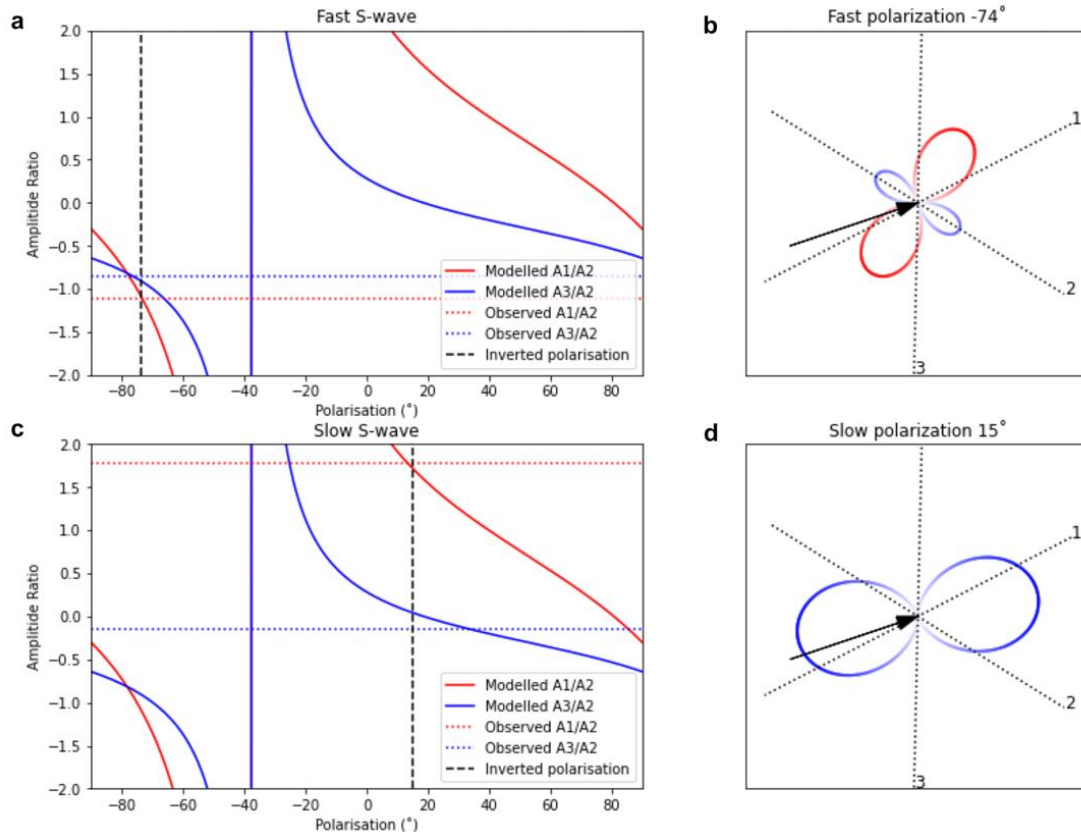 a
Fast S-wave
Amplitide Ratio
2.0
1.5
1.0
0.5
0.0
−0.5
−1.0
−1.5
−2.0
Modelled A1/A2
Modelled A3/A2
Observed A1/A2
Observed A3/A2
Inverted polarisation
−80 −60 −40 −20 0 20 40 60 80
Polarisation (˚)
b
Fast polarization -74˚
1
2
3
c
Slow S-wave
Amplitide Ratio
2.0
1.5
1.0
0.5
0.0
−0.5
−1.0
−1.5
−2.0
Modelled A1/A2
Modelled A3/A2
Observed A1/A2
Observed A3/A2
Inverted polarisation
−80 −60 −40 −20 0 20 40 60 80
Polarisation (˚)
d
Slow polarization 15˚
1
2
3